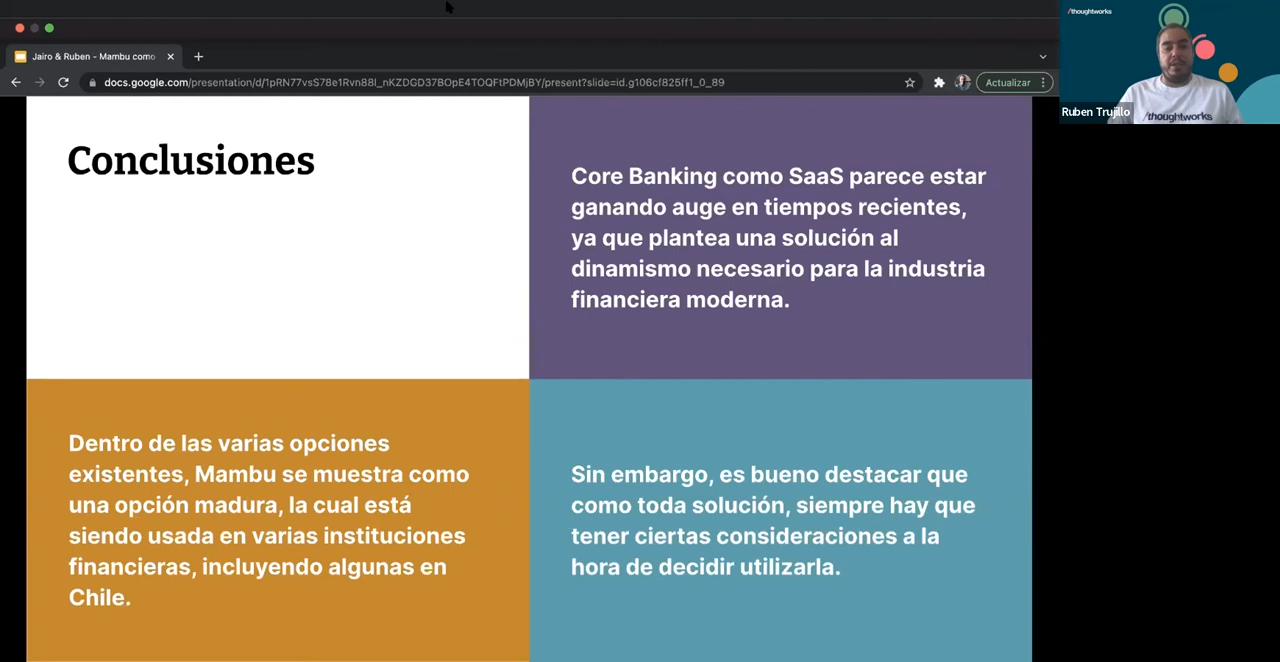 Jairo & Ruben - Mambu como
docs.google.com/presentation/d/1pRN77vsS78e1Rvn88I_nKZDGD37BOpE4TOQFtPDMjBY/present?slide=id.g106cf825ff1_0_89
Actualizar
/thoughtworks
/thoughtworks
Ruben Trujillo
Conclusiones
Core Banking como SaaS parece estar
ganando auge en tiempos recientes,
ya que plantea una solución al
dinamismo necesario para la industria
financiera moderna.
Dentro de las varias opciones
existentes, Mambu se muestra como
una opción madura, la cual está
siendo usada en varias instituciones
financieras, incluyendo algunas en
Chile.
Sin embargo, es bueno destacar que
como toda solución, siempre hay que
tener ciertas consideraciones a la
hora de decidir utilizarla.